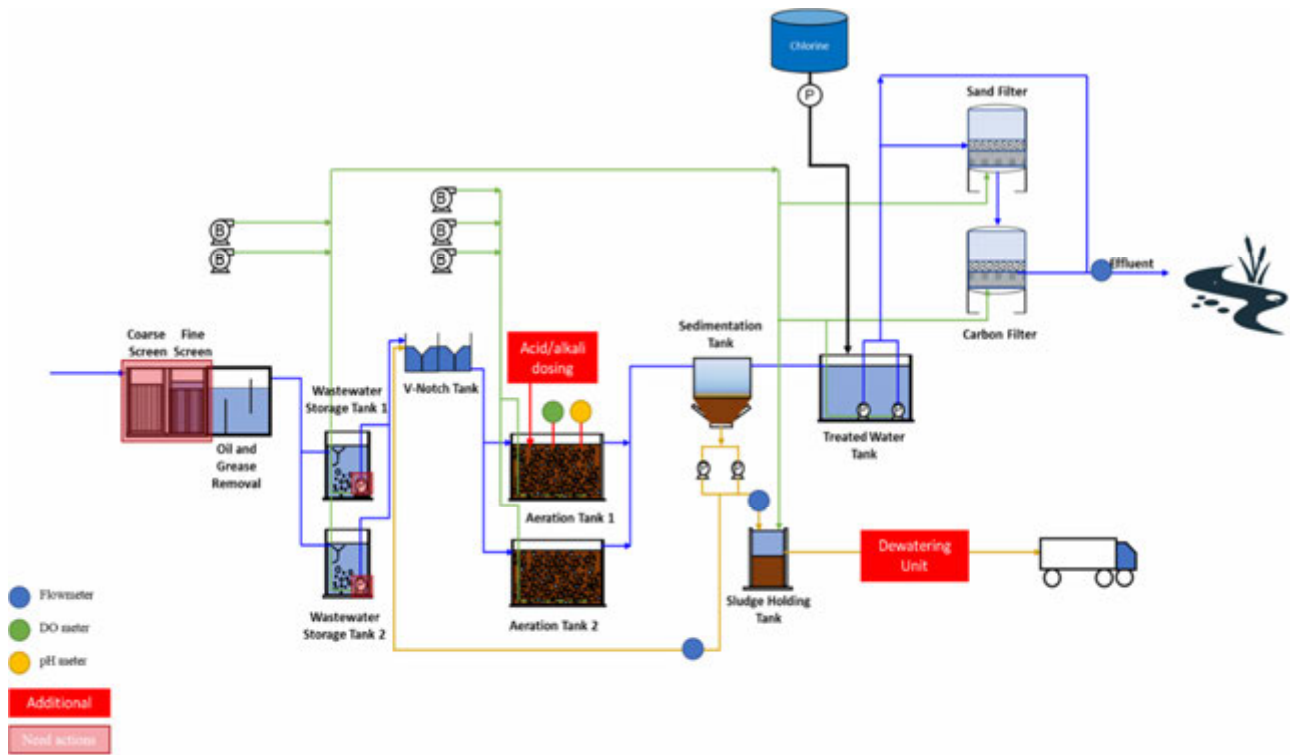 Chlorine
P
Sand Filter
B
B
B
B
B
Effluent
Carbon Filter
Coarse
Screen
Fine
Screen
Sedimentation
Tank
Acid/alkali
dosing
Wastewater
Storage Tank 1
V-Notch Tank
Oil and
Grease
Removal
Treated Water
Tank
P
P
P
P
P
P
Aeration Tank 1
Dewatering
Unit
Flowmeter
Wastewater
Storage Tank 2
Aeration Tank 2
Sludge Holding
Tank
DO meter
pH meter
Additional
Need actions